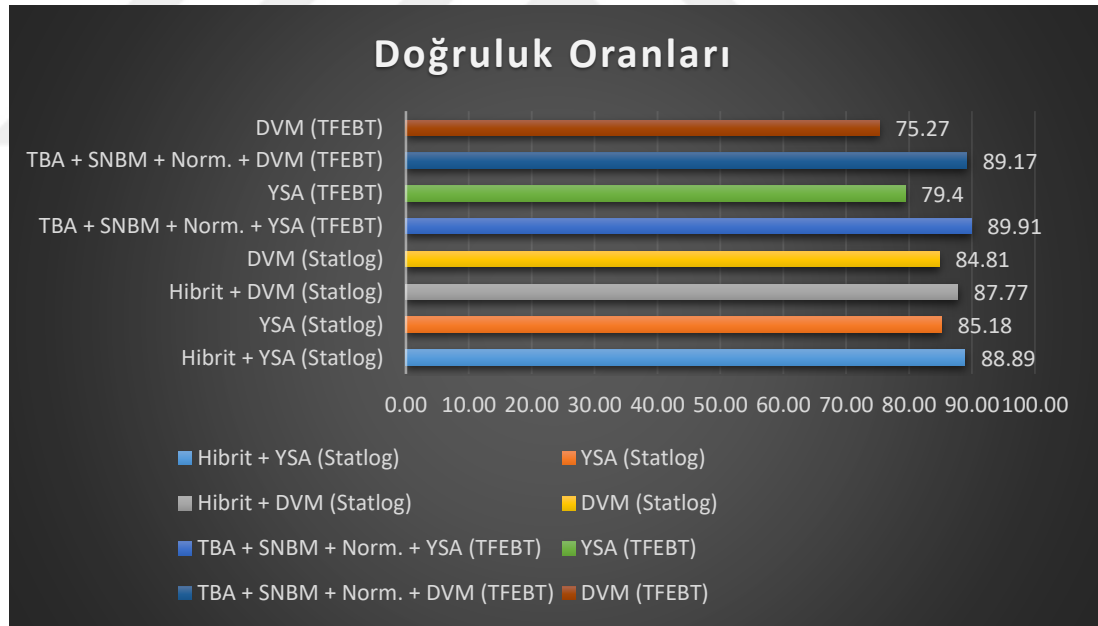 Doğruluk Oranları
DVM (TFEBT)
75.27
TBA + SNBM + Norm. + DVM (TFEBT)
89.17
YSA (TFEBT)
79.4
TBA + SNBM + Norm. + YSA (TFEBT)
89.91
DVM (Statlog)
84.81
Hibrit + DVM (Statlog)
87.77
YSA (Statlog)
85.18
Hibrit + YSA (Statlog)
88.89
0.00 10.00 20.00 30.00 40.00 50.00 60.00 70.00 80.00 90.00 100.00
Hibrit + YSA (Statlog) YSA (Statlog)
Hibrit + DVM (Statlog) DVM (Statlog)
TBA + SNBM + Norm. + YSA (TFEBT) YSA (TFEBT)
TBA + SNBM + Norm. + DVM (TFEBT) DVM (TFEBT)